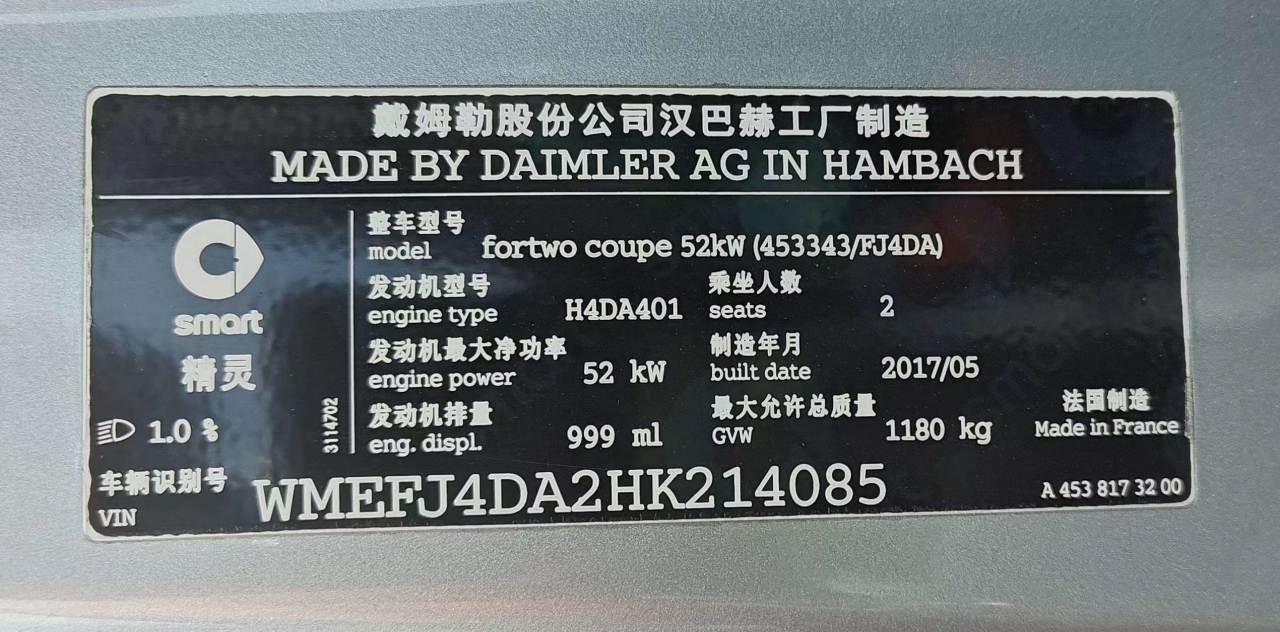 戴姆勒股份公司汉巴赫工厂制造
MADE BY DAIMLER AG IN HAMBACH
smart
精灵
1.0 %
3114702
整车型号
model fortwo coupe 52kW (453343/FJ4DA)
发动机型号 乘坐人数
engine type H4DA401 seats 2
发动机最大净功率 制造年月
engine power 52 kW built date 2017/05
发动机排量 最大允许总质量 法国制造
eng. displ. 999 ml GVW 1180 kg Made in France
车辆识别号
VIN WMEFJ4DA2HK214085 A 453 817 32 00